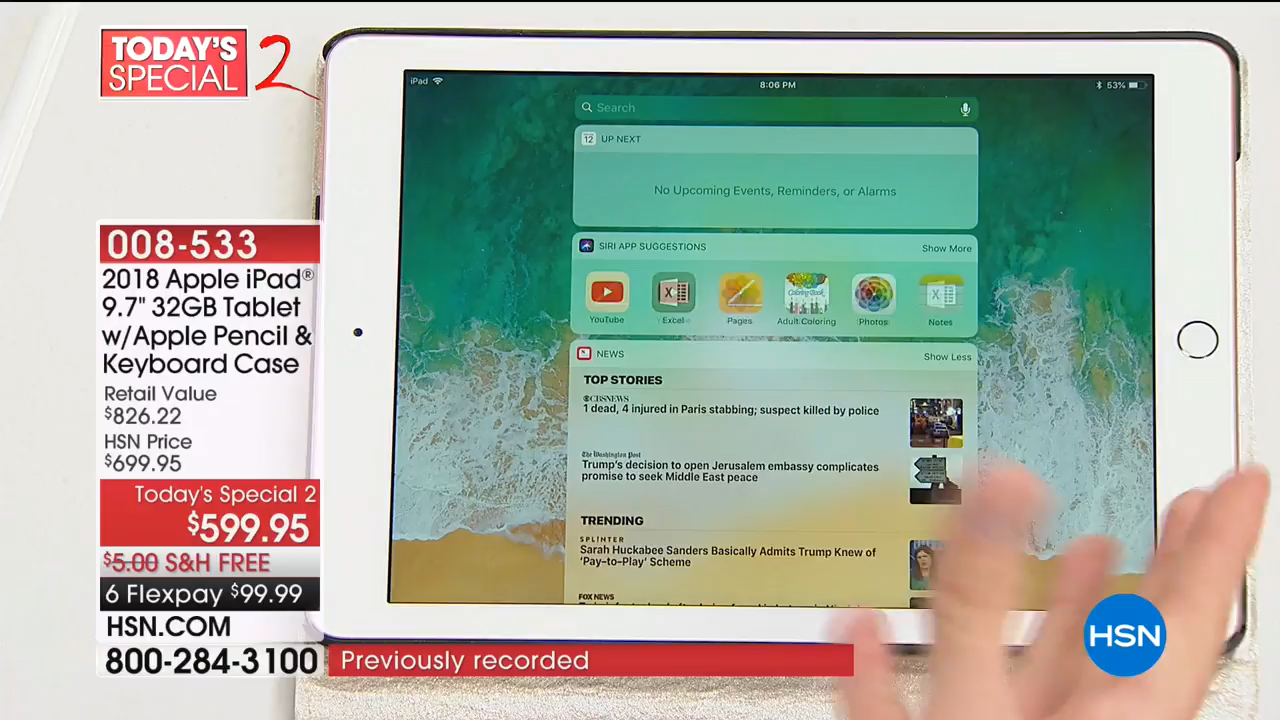 TODAY'S
SPECIAL 2
008-533
2018 Apple iPad®
9.7" 32GB Tablet
w/Apple Pencil &
Keyboard Case
Retail Value
$826.22
HSN Price
$699.95
Today's Special 2
$599.95
$5.00 S&H FREE
6 Flexpay $99.99
HSN.COM
800-284-3100
Previously recorded
HSN
iPad
8:06 PM
53%
Search
12 UP NEXT
No Upcoming Events, Reminders, or Alarms
SIRI APP SUGGESTIONS
Show More
YouTube
Excel
Pages
Coloring Book
Adult Coloring
Photos
Notes
NEWS
Show Less
TOP STORIES
CBSNEWS
1 dead, 4 injured in Paris stabbing; suspect killed by police
The Washington Post
Trump's decision to open Jerusalem embassy complicates
promise to seek Middle East peace
TRENDING
SPLINTER
Sarah Huckabee Sanders Basically Admits Trump Knew of
'Pay-to-Play' Scheme
FOX NEWS